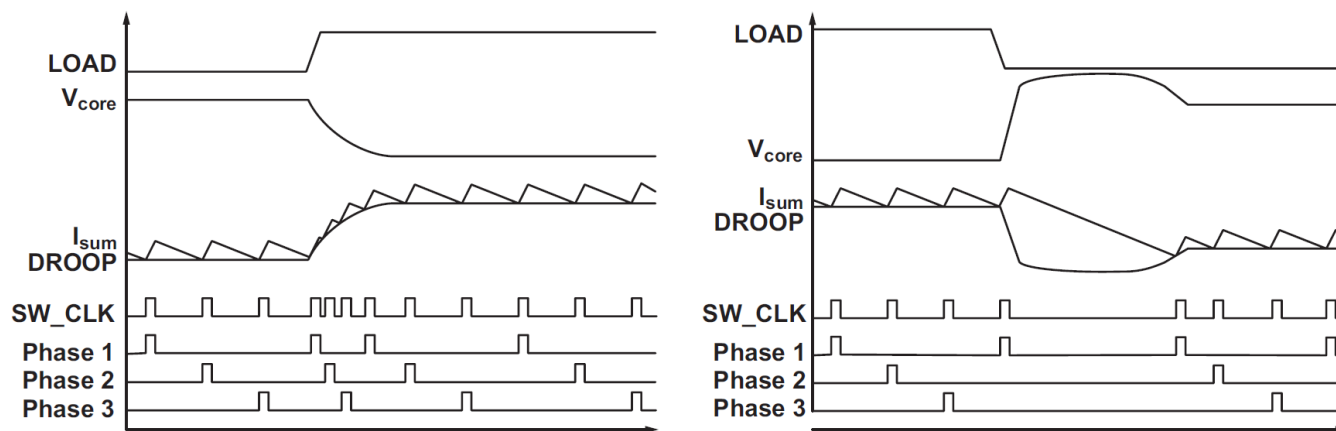 LOAD
Vcore
Isum
DROOP
SW_CLK
Phase 1
Phase 2
Phase 3
LOAD
Vcore
Isum
DROOP
SW_CLK
Phase 1
Phase 2
Phase 3